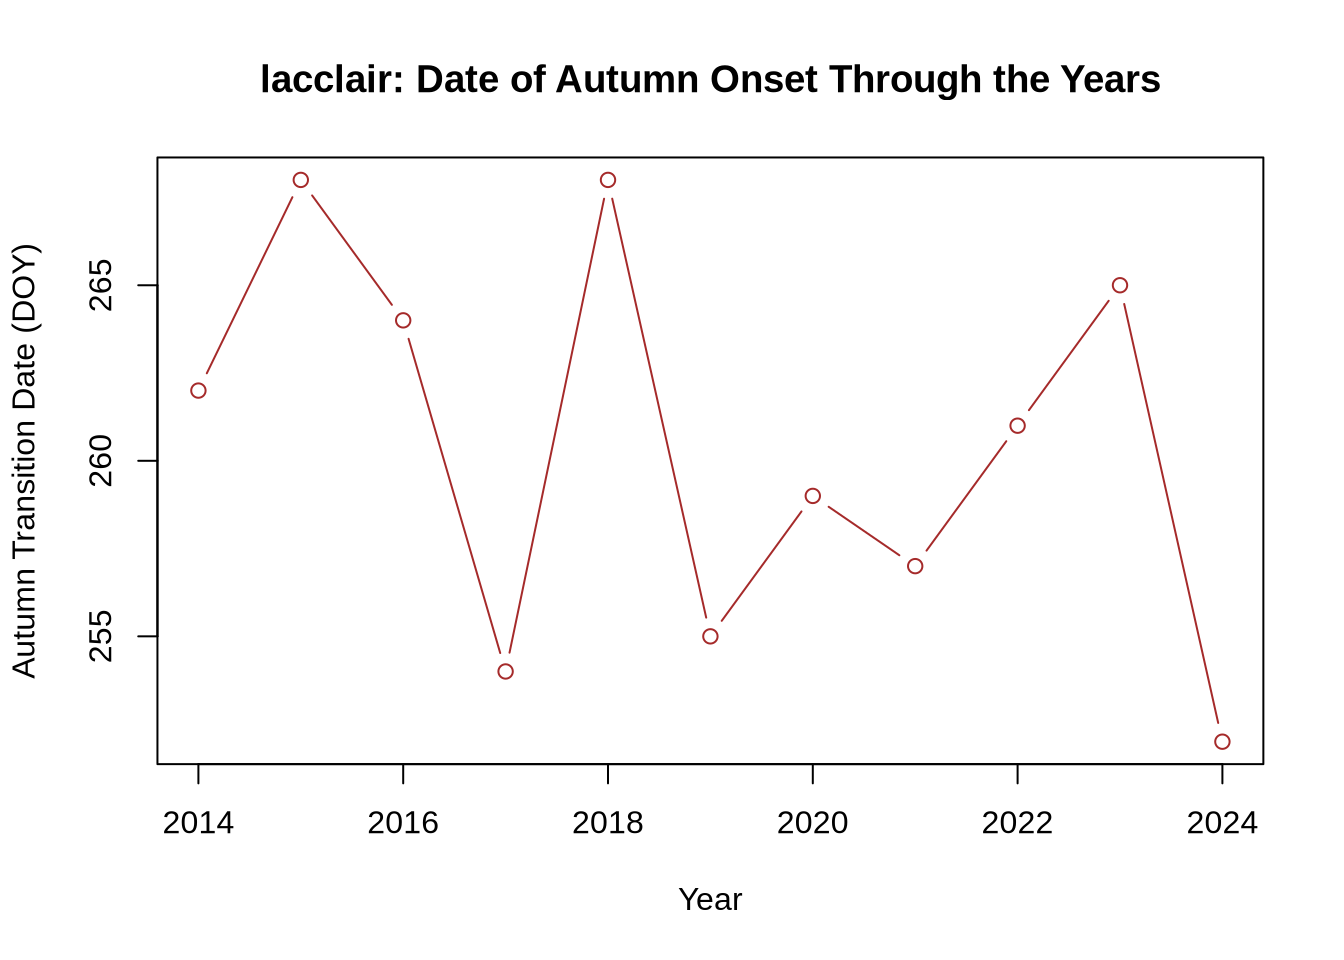 lacclair: Date of Autumn Onset Through the Years
Autumn Transition Date (DOY)
265
260
255
2014 2016 2018 2020 2022 2024
Year